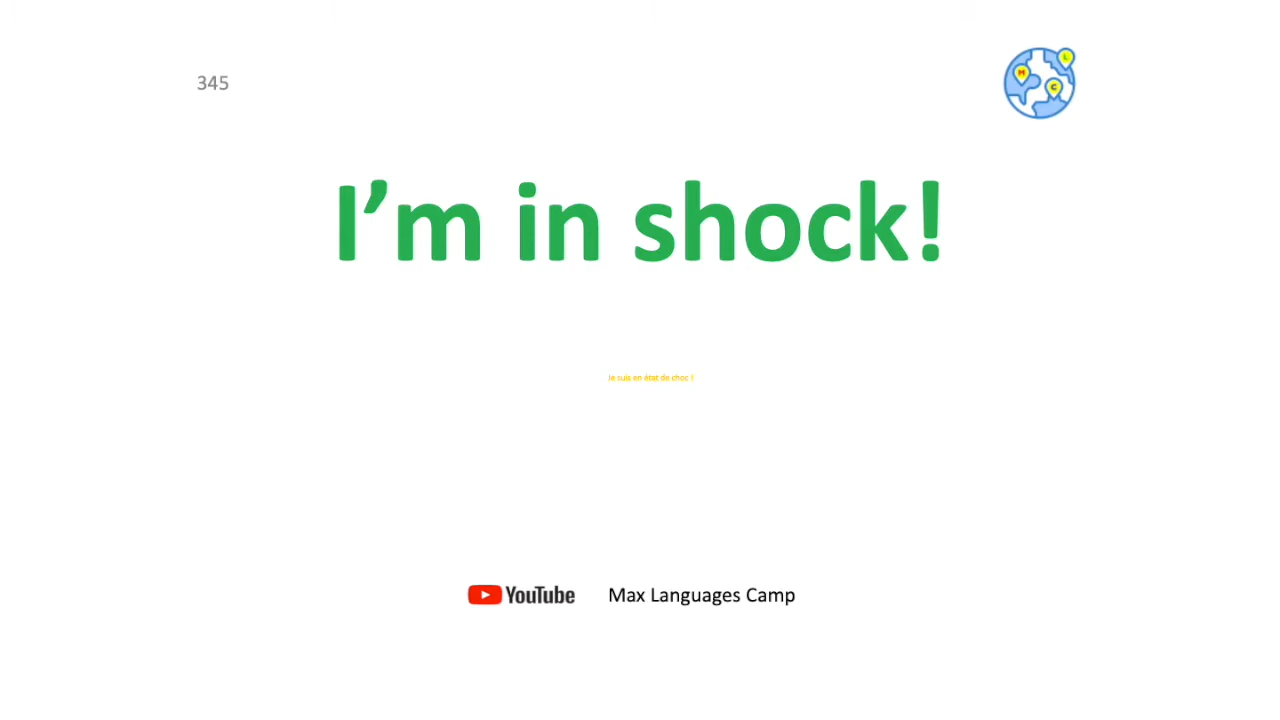 345
M
L
C
I’m in shock!
Je suis en état de choc !
YouTube Max Languages Camp